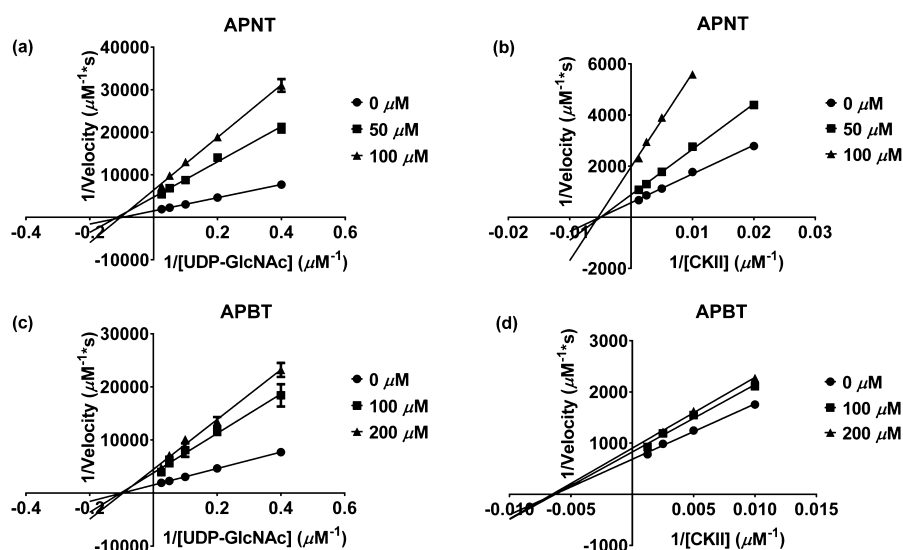 APNT
(a)
1/Velocity (µM⁻¹*s)
40000
30000
20000
10000
-10000
-0.4
-0.2
0.2
0.4
0.6
1/[UDP-GlcNAc] (µM⁻¹)
0 µM
50 µM
100 µM
APNT
(b)
1/Velocity (µM⁻¹*s)
6000
4000
2000
-2000
-0.02
-0.01
0.01
0.02
0.03
1/[CKII] (µM⁻¹)
0 µM
50 µM
100 µM
APBT
(c)
1/Velocity (µM⁻¹*s)
30000
20000
10000
-10000
-0.4
-0.2
0.2
0.4
0.6
1/[UDP-GlcNAc] (µM⁻¹)
0 µM
100 µM
200 µM
APBT
(d)
1/Velocity (µM⁻¹*s)
3000
2000
1000
-1000
-0.010
-0.005
0.005
0.010
0.015
1/[CKII] (µM⁻¹)
0 µM
100 µM
200 µM